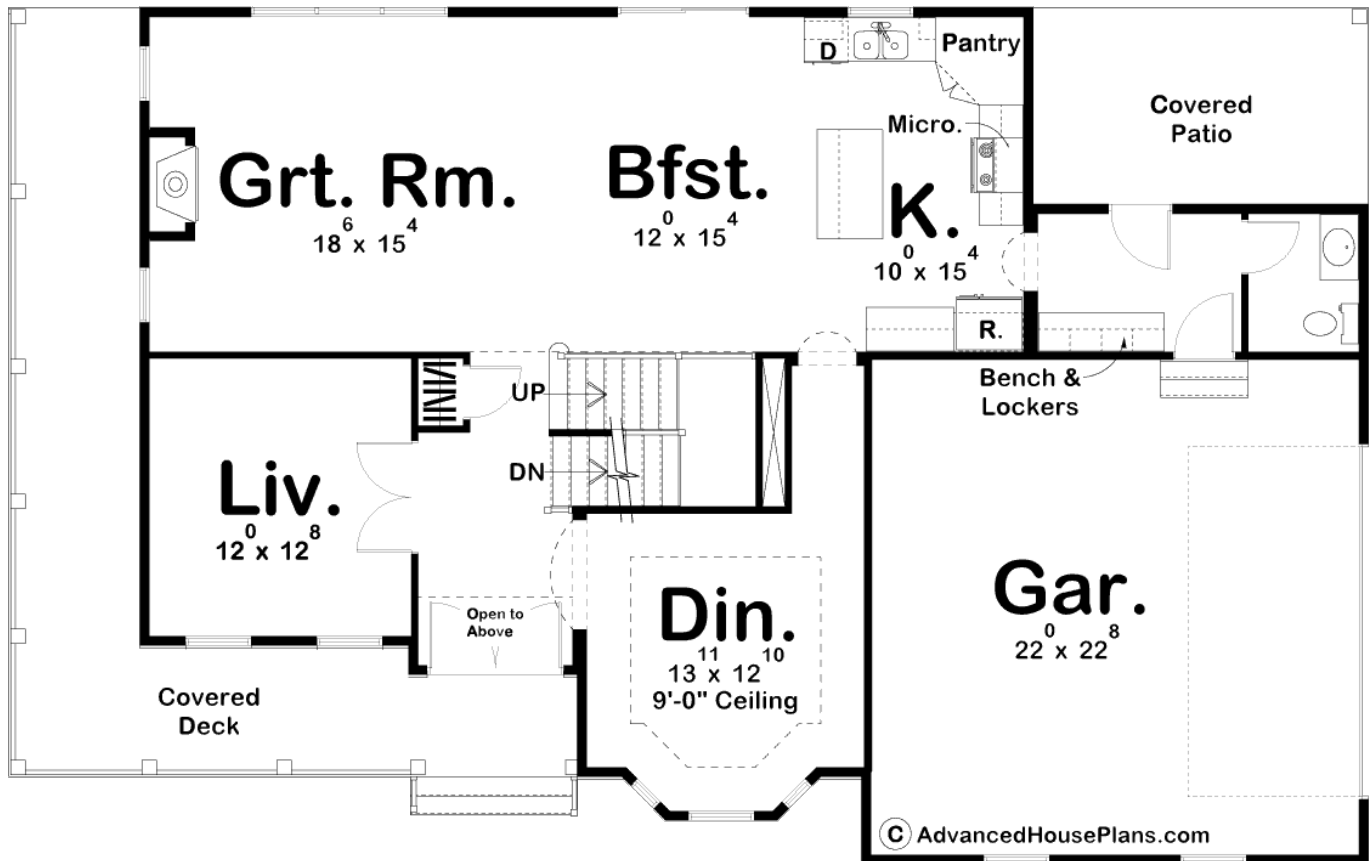 D
Pantry
Covered
Patio
Micro.
Grt. Rm.
18⁶ x 15⁴
Bfst.
12⁰ x 15⁴
K.
10⁰ x 15⁴
R.
Bench &
Lockers
UP
DN
Liv.
12⁰ x 12⁸
Open to
Above
Din.
13¹¹ x 12¹⁰
9'-0" Ceiling
Gar.
22⁰ x 22⁸
Covered
Deck
© AdvancedHousePlans.com